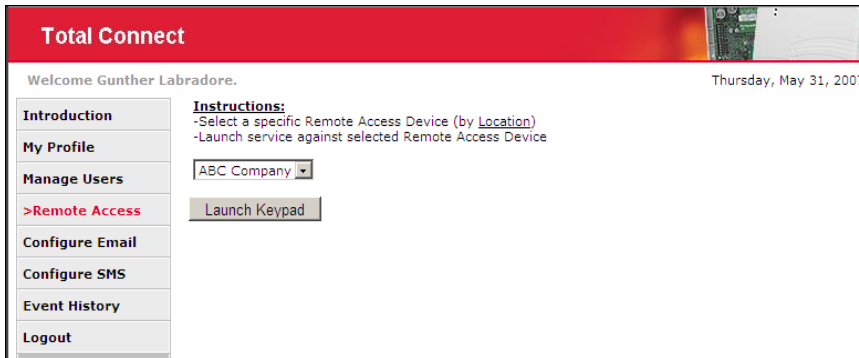 Total Connect
Welcome Gunther Labradore.
Thursday, May 31, 2007
Introduction
My Profile
Manage Users
>Remote Access
Configure Email
Configure SMS
Event History
Logout
Instructions:
-Select a specific Remote Access Device (by Location)
-Launch service against selected Remote Access Device
ABC Company
Launch Keypad